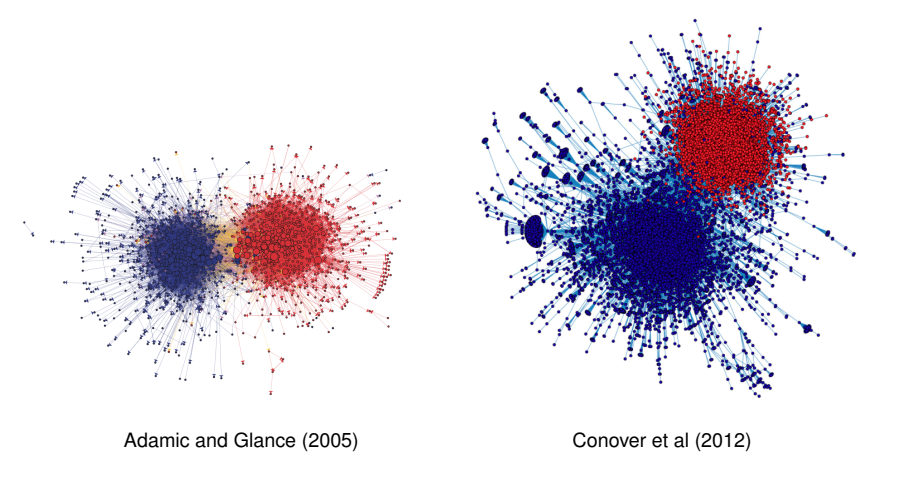 Adamic and Glance (2005)
Conover et al (2012)